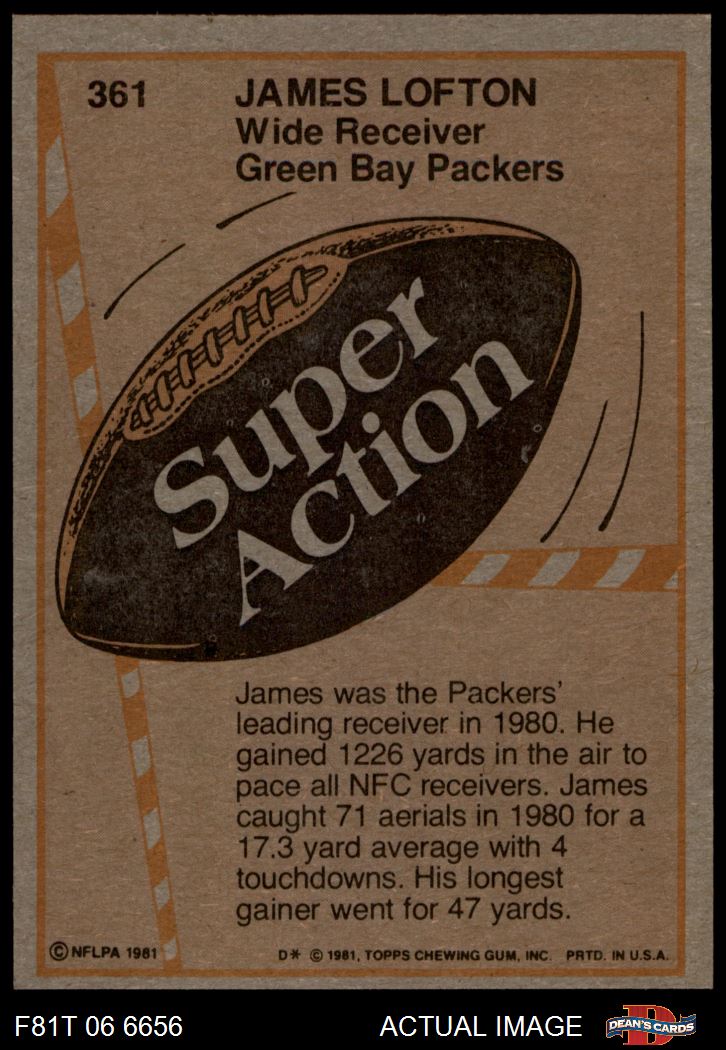 361
JAMES LOFTON
Wide Receiver
Green Bay Packers
Super
Action
James was the Packers'
leading receiver in 1980. He
gained 1226 yards in the air to
pace all NFC receivers. James
caught 71 aerials in 1980 for a
17.3 yard average with 4
touchdowns. His longest
gainer went for 47 yards.
© NFLPA 1981
D* © 1981, TOPPS CHEWING GUM, INC. PRTD. IN U.S.A.
F81T 06 6656
ACTUAL IMAGE
D
DEAN'S CARDS